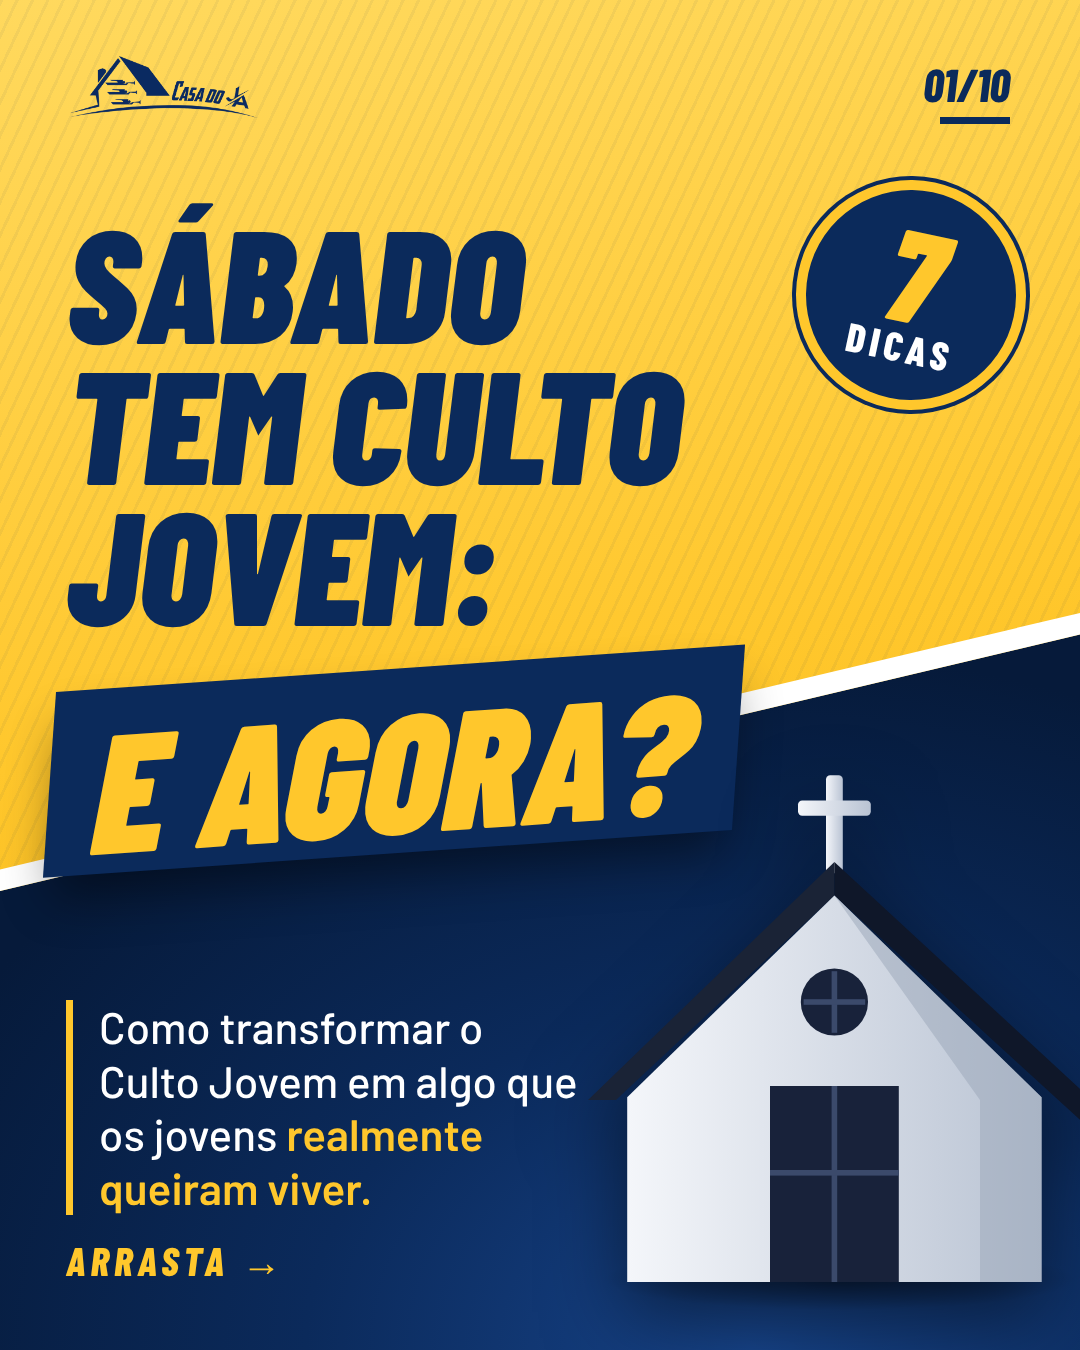 CASA DO JA
01/10
7
DICAS
SÁBADO
TEM CULTO
JOVEM:
E AGORA?
Como transformar o
Culto Jovem em algo que
os jovens realmente
queiram viver.
ARRASTA →